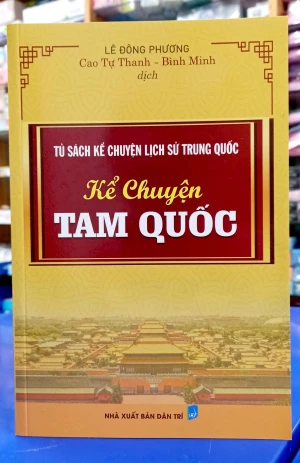 LÊ ĐÔNG PHƯƠNG
Cao Tự Thanh - Bình Minh
dịch
TỦ SÁCH KỂ CHUYỆN LỊCH SỬ TRUNG QUỐC
Kể Chuyện
TAM QUỐC
NHÀ XUẤT BẢN DÂN TRÍ